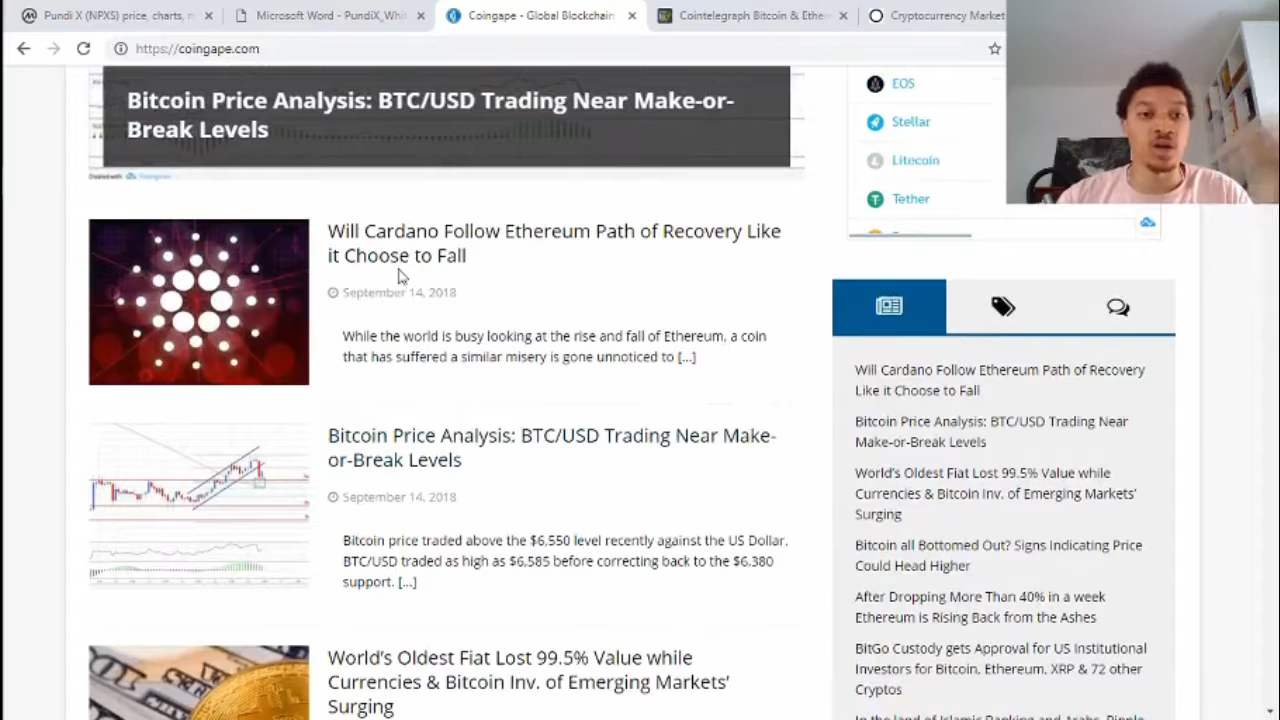 Pundi X (NPXS) price, charts, m
Microsoft Word - PundiX_Whi
Coingape - Global Blockchain
Cointelegraph Bitcoin & Ether
Cryptocurrency Market
https://coingape.com
Bitcoin Price Analysis: BTC/USD Trading Near Make-or-
Break Levels
Will Cardano Follow Ethereum Path of Recovery Like
it Choose to Fall
September 14, 2018
While the world is busy looking at the rise and fall of Ethereum, a coin
that has suffered a similar misery is gone unnoticed to [...]
Bitcoin Price Analysis: BTC/USD Trading Near Make-
or-Break Levels
September 14, 2018
Bitcoin price traded above the $6,550 level recently against the US Dollar.
BTC/USD traded as high as $6,585 before correcting back to the $6,380
support. [...]
World's Oldest Fiat Lost 99.5% Value while
Currencies & Bitcoin Inv. of Emerging Markets'
Surging
EOS
Stellar
Litecoin
Tether
Will Cardano Follow Ethereum Path of Recovery
Like it Choose to Fall
Bitcoin Price Analysis: BTC/USD Trading Near
Make-or-Break Levels
World's Oldest Fiat Lost 99.5% Value while
Currencies & Bitcoin Inv. of Emerging Markets'
Surging
Bitcoin all Bottomed Out? Signs Indicating Price
Could Head Higher
After Dropping More Than 40% in a week
Ethereum is Rising Back from the Ashes
BitGo Custody gets Approval for US Institutional
Investors for Bitcoin, Ethereum, XRP & 72 other
Cryptos
In the land of Islamic Banking and Arabs, Ripple